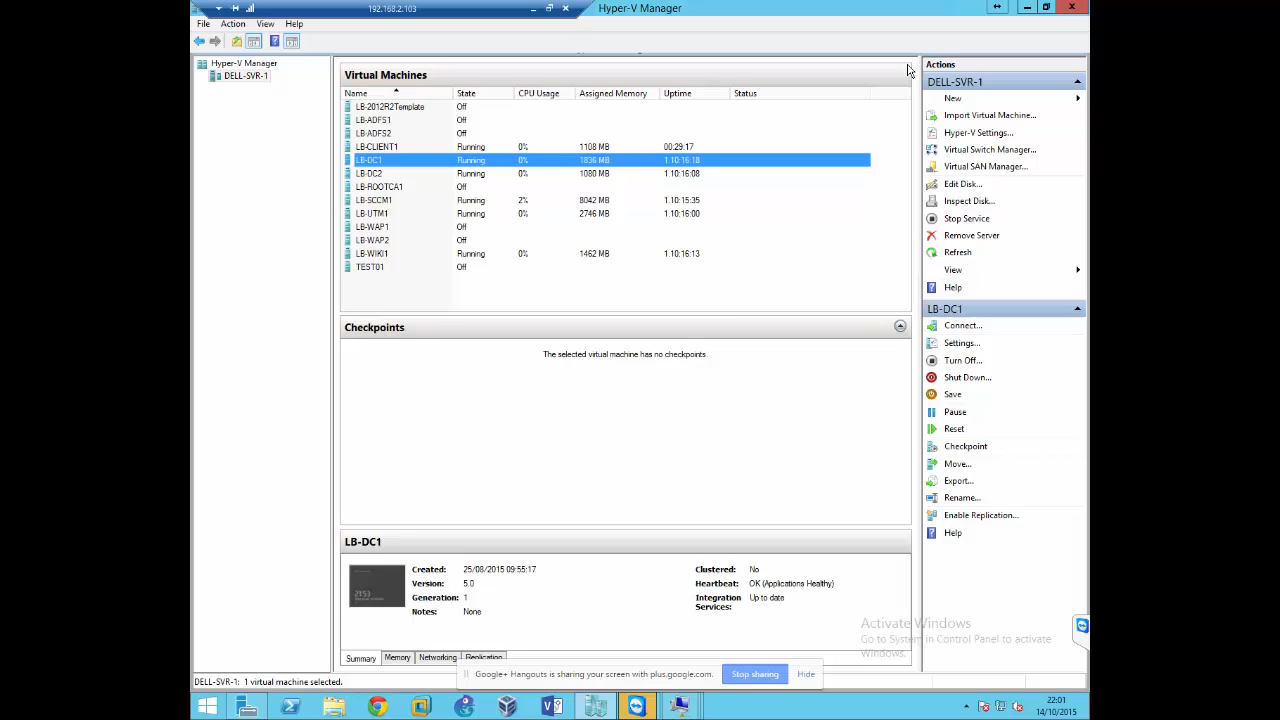 192.168.2.103
Hyper-V Manager
File Action View Help
Hyper-V Manager
DELL-SVR-1
Virtual Machines
Name State CPU Usage Assigned Memory Uptime Status
LB-2012R2Template Off
LB-ADFS1 Off
LB-ADFS2 Off
LB-CLIENT1 Running 0% 1108 MB 00:29:17
LB-DC1 Running 0% 1836 MB 1.10:16:18
LB-DC2 Running 0% 1080 MB 1.10:16:08
LB-ROOTCA1 Off
LB-SCCM1 Running 2% 8042 MB 1.10:15:35
LB-UTM1 Running 0% 2746 MB 1.10:16:00
LB-WAP1 Off
LB-WAP2 Off
LB-WIKI1 Running 0% 1462 MB 1.10:16:13
TEST01 Off
Checkpoints
The selected virtual machine has no checkpoints.
LB-DC1
Created: 25/08/2015 09:55:17
Version: 5.0
Generation: 1
Notes: None
Clustered: No
Heartbeat: OK (Applications Healthy)
Integration Up to date
Services:
21:53
Summary Memory Networking Replication
Actions
DELL-SVR-1
New
Import Virtual Machine...
Hyper-V Settings...
Virtual Switch Manager...
Virtual SAN Manager...
Edit Disk...
Inspect Disk...
Stop Service
Remove Server
Refresh
View
Help
LB-DC1
Connect...
Settings...
Turn Off...
Shut Down...
Save
Pause
Reset
Checkpoint
Move...
Export...
Rename...
Enable Replication...
Help
Activate Windows
Go to System in Control Panel to activate
Windows.
Google+ Hangouts is sharing your screen with plus.google.com. Stop sharing Hide
DELL-SVR-1: 1 virtual machine selected.
22:01
14/10/2015